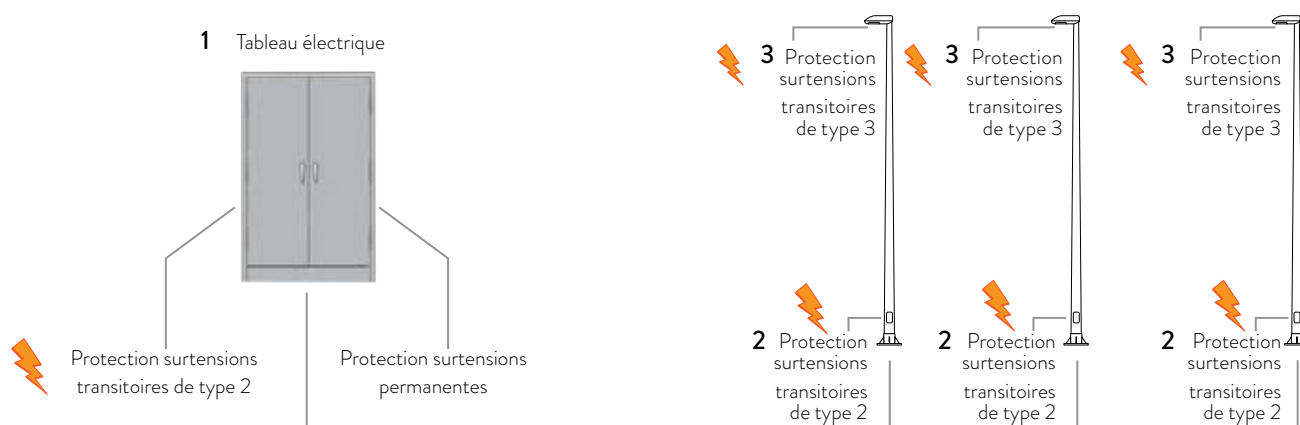 1 Tableau électrique
Protection surtensions
transitoires de type 2
Protection surtensions
permanentes
3 Protection
surtensions
transitoires
de type 3
3 Protection
surtensions
transitoires
de type 3
3 Protection
surtensions
transitoires
de type 3
2 Protection
surtensions
transitoires
de type 2
2 Protection
surtensions
transitoires
de type 2
2 Protection
surtensions
transitoires
de type 2